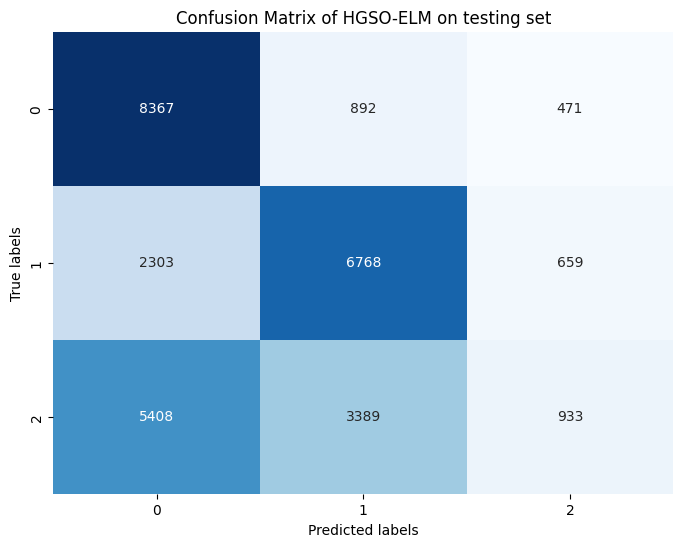 Confusion Matrix of HGSO-ELM on testing set
0 8367 892 471
1 2303 6768 659
2 5408 3389 933
0 1 2
True labels
Predicted labels